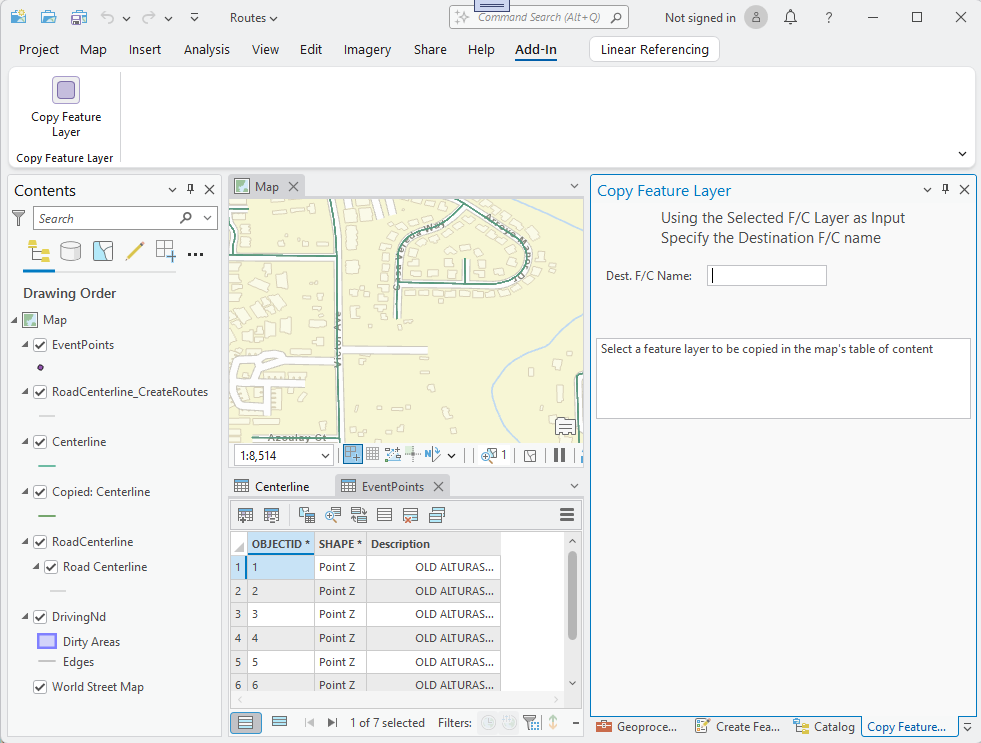 Routes
Command Search (Alt+Q)
Not signed in
?
Project
Map
Insert
Analysis
View
Edit
Imagery
Share
Help
Add-In
Linear Referencing
Copy Feature
Layer
Copy Feature Layer
Contents
Search
Drawing Order
Map
EventPoints
RoadCenterline_CreateRoutes
Centerline
Copied: Centerline
RoadCenterline
Road Centerline
DrivingNd
Dirty Areas
Edges
World Street Map
Map
Casa Vereda Way
Victor Ave
Azoulay Ct
1:8,514
1
Centerline
EventPoints
OBJECTID * SHAPE * Description
1 1 Point Z OLD ALTURAS...
2 2 Point Z OLD ALTURAS...
3 3 Point Z OLD ALTURAS...
4 4 Point Z OLD ALTURAS...
5 5 Point Z OLD ALTURAS...
6 6 Point Z OLD ALTURAS...
1 of 7 selected
Filters:
Copy Feature Layer
Using the Selected F/C Layer as Input
Specify the Destination F/C name
Dest. F/C Name:
Select a feature layer to be copied in the map's table of content
Geoproce...
Create Fea...
Catalog
Copy Feature...